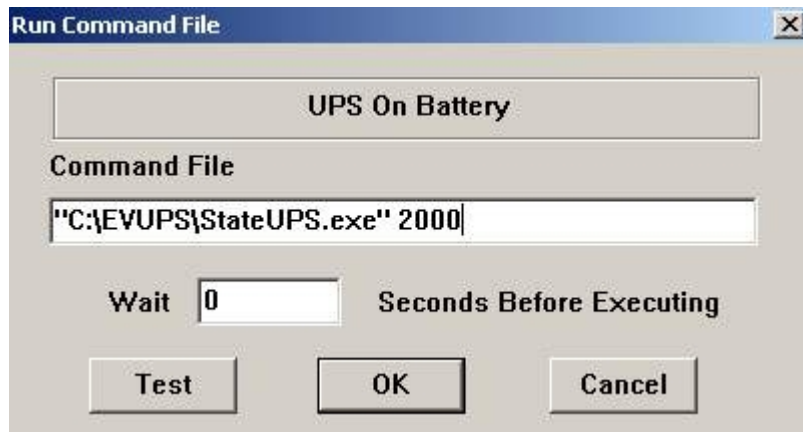 Run Command File
UPS On Battery
Command File
"C:\EVUPS\StateUPS.exe" 2000
Wait 0 Seconds Before Executing
Test OK Cancel